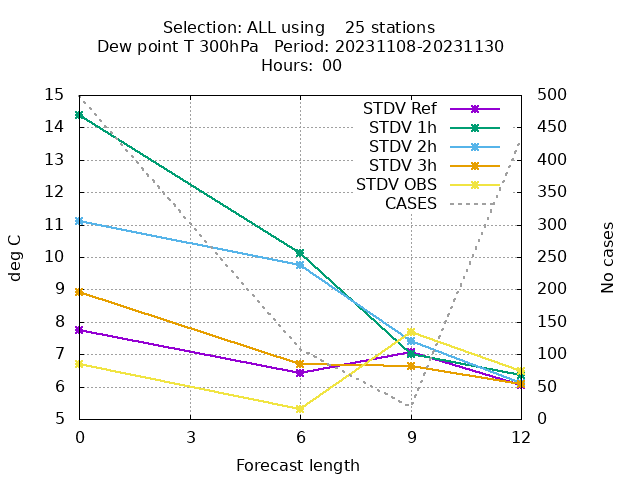 Selection: ALL using    25 stations
Dew point T 300hPa   Period: 20231108-20231130
Hours: 00
15
14
13
12
11
10
9
8
7
6
5
500
450
400
350
300
250
200
150
100
50
0
STDV Ref
STDV 1h
STDV 2h
STDV 3h
STDV OBS
CASES
deg C
No cases
0 3 6 9 12
Forecast length